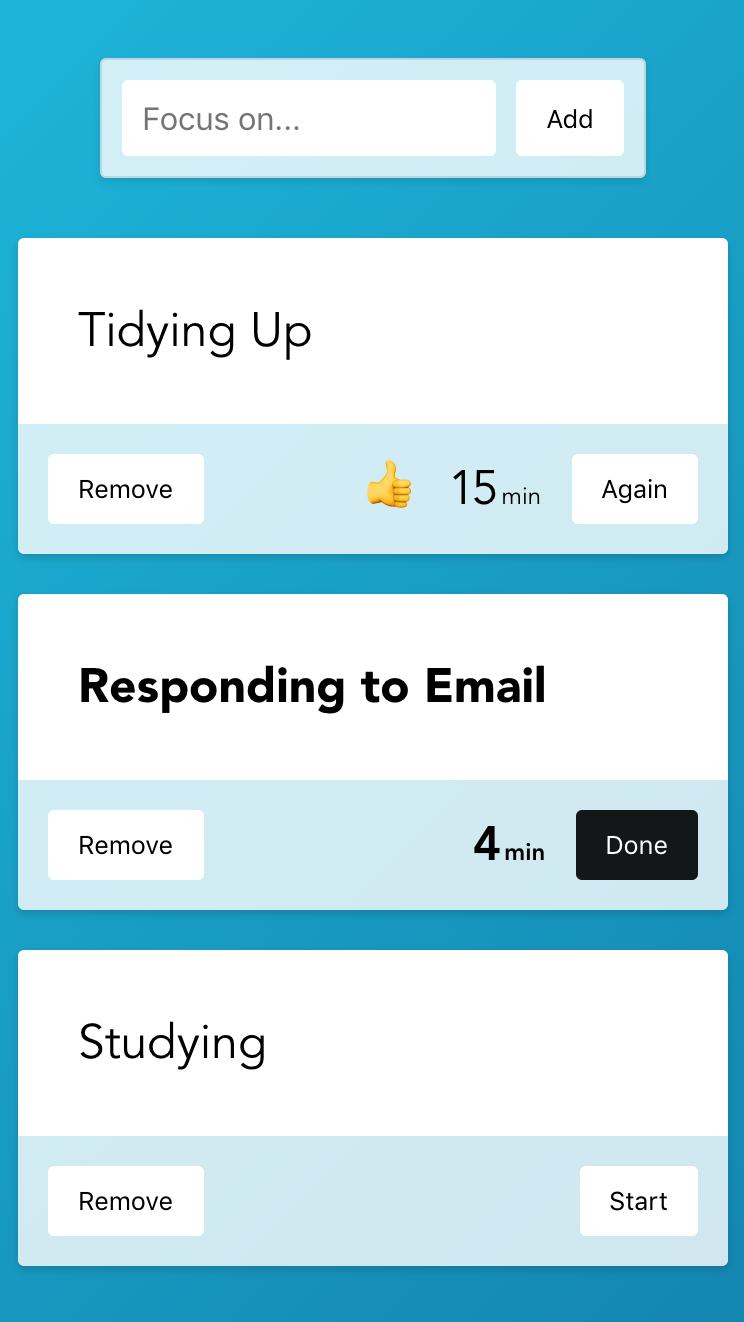 Focus on... Add
Tidying Up
Remove 👍 15 min Again
Responding to Email
Remove 4 min Done
Studying
Remove Start